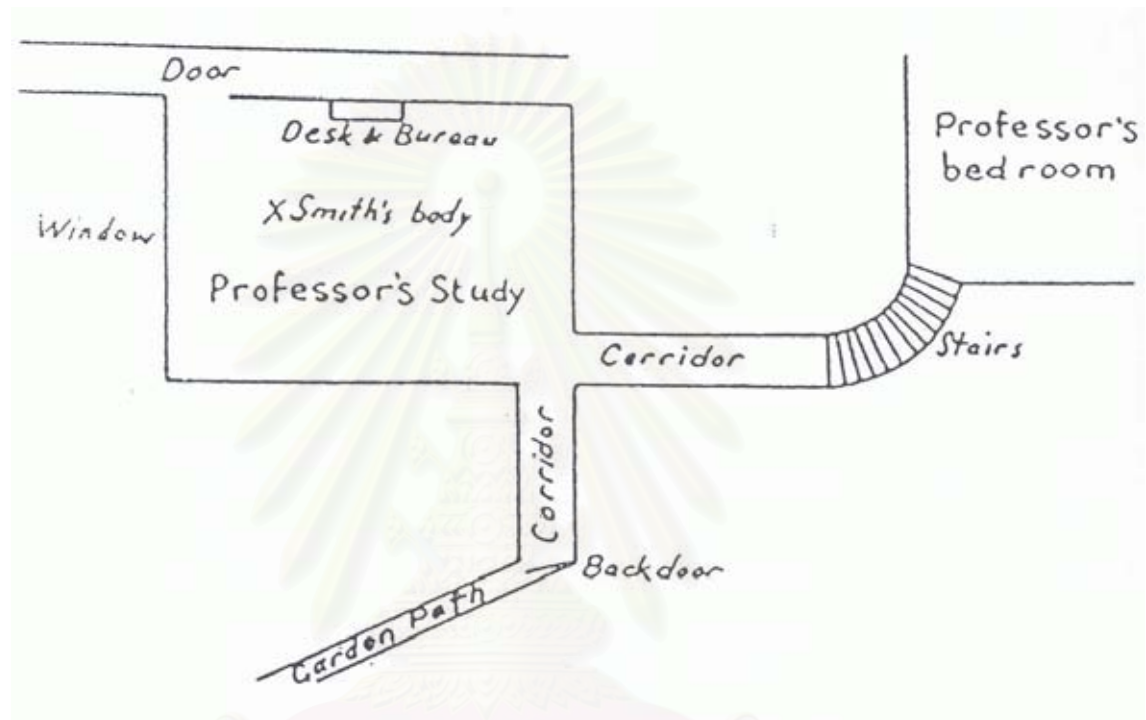 Door
Desk & Bureau
Professor's
bed room
X Smith's body
Window
Professor's Study
Corridor
Stairs
Corridor
Backdoor
Garden Path